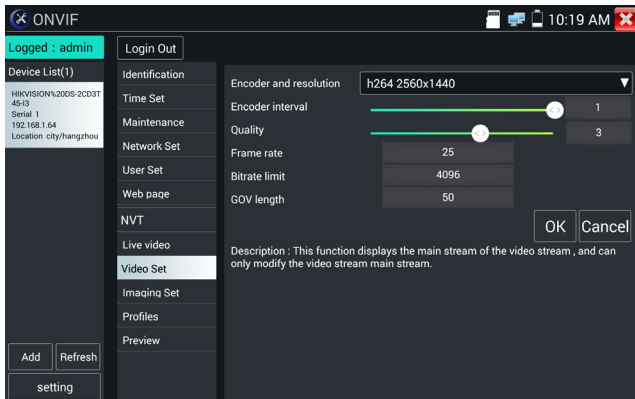 ONVIF
10:19 AM
Logged : admin
Login Out
Device List(1)
HIKVISION%20DS-2CD3T
45-I3
Serial 1
192.168.1.64
Location city/hangzhou
Identification
Time Set
Maintenance
Network Set
User Set
Web page
NVT
Live video
Video Set
Imaging Set
Profiles
Preview
Encoder and resolution h264 2560x1440
Encoder interval 1
Quality 3
Frame rate 25
Bitrate limit 4096
GOV length 50
OK Cancel
Description : This function displays the main stream of the video stream , and can
only modify the video stream main stream.
Add Refresh
setting